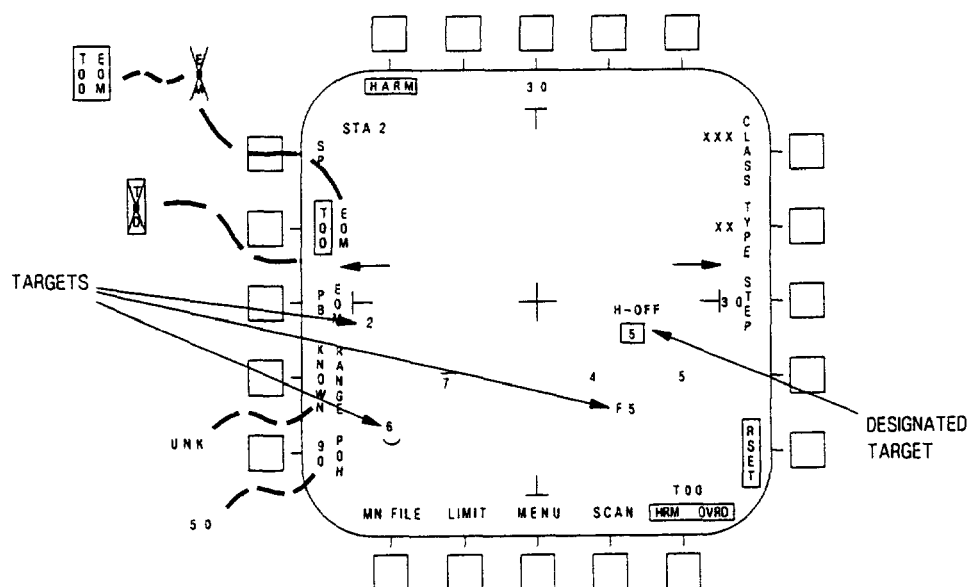 TOO EOM
EOM
HARM
30
STA 2
SP
CLASS
XXX
TOO
TOO EOM
TYPE
XX
TARGETS
PB EOM
STEP
30
2
H-OFF
5
KNOWN RANGE
7
4
5
F5
6
UNK
90 POH
RSET
DESIGNATED
TARGET
50
TOO
MN FILE LIMIT MENU SCAN HRM OVRD